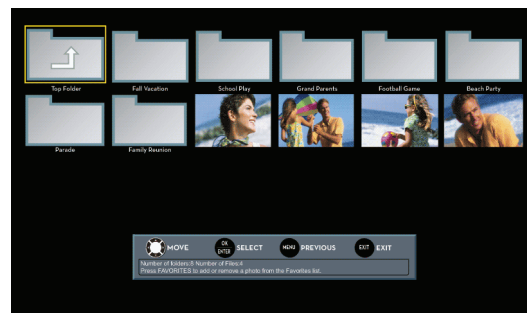 Top Folder
Fall Vacation
School Play
Grand Parents
Football Game
Beach Party
Parade
Family Reunion
MOVE
OK
ENTER
SELECT
MENU
PREVIOUS
EXIT
EXIT
Number of folders:8 Number of Files:4
Press FAVORITES to add or remove a photo from the Favorites list.